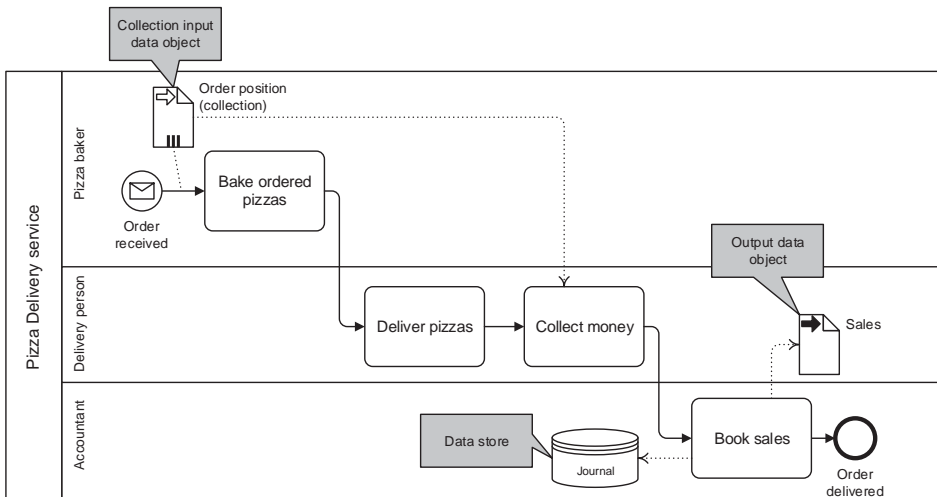 Collection input
data object
Order position
(collection)
Pizza Delivery service
Pizza baker
Bake ordered
pizzas
Order
received
Output data
object
Delivery person
Deliver pizzas
Collect money
Sales
Accountant
Data store
Journal
Book sales
Order
delivered